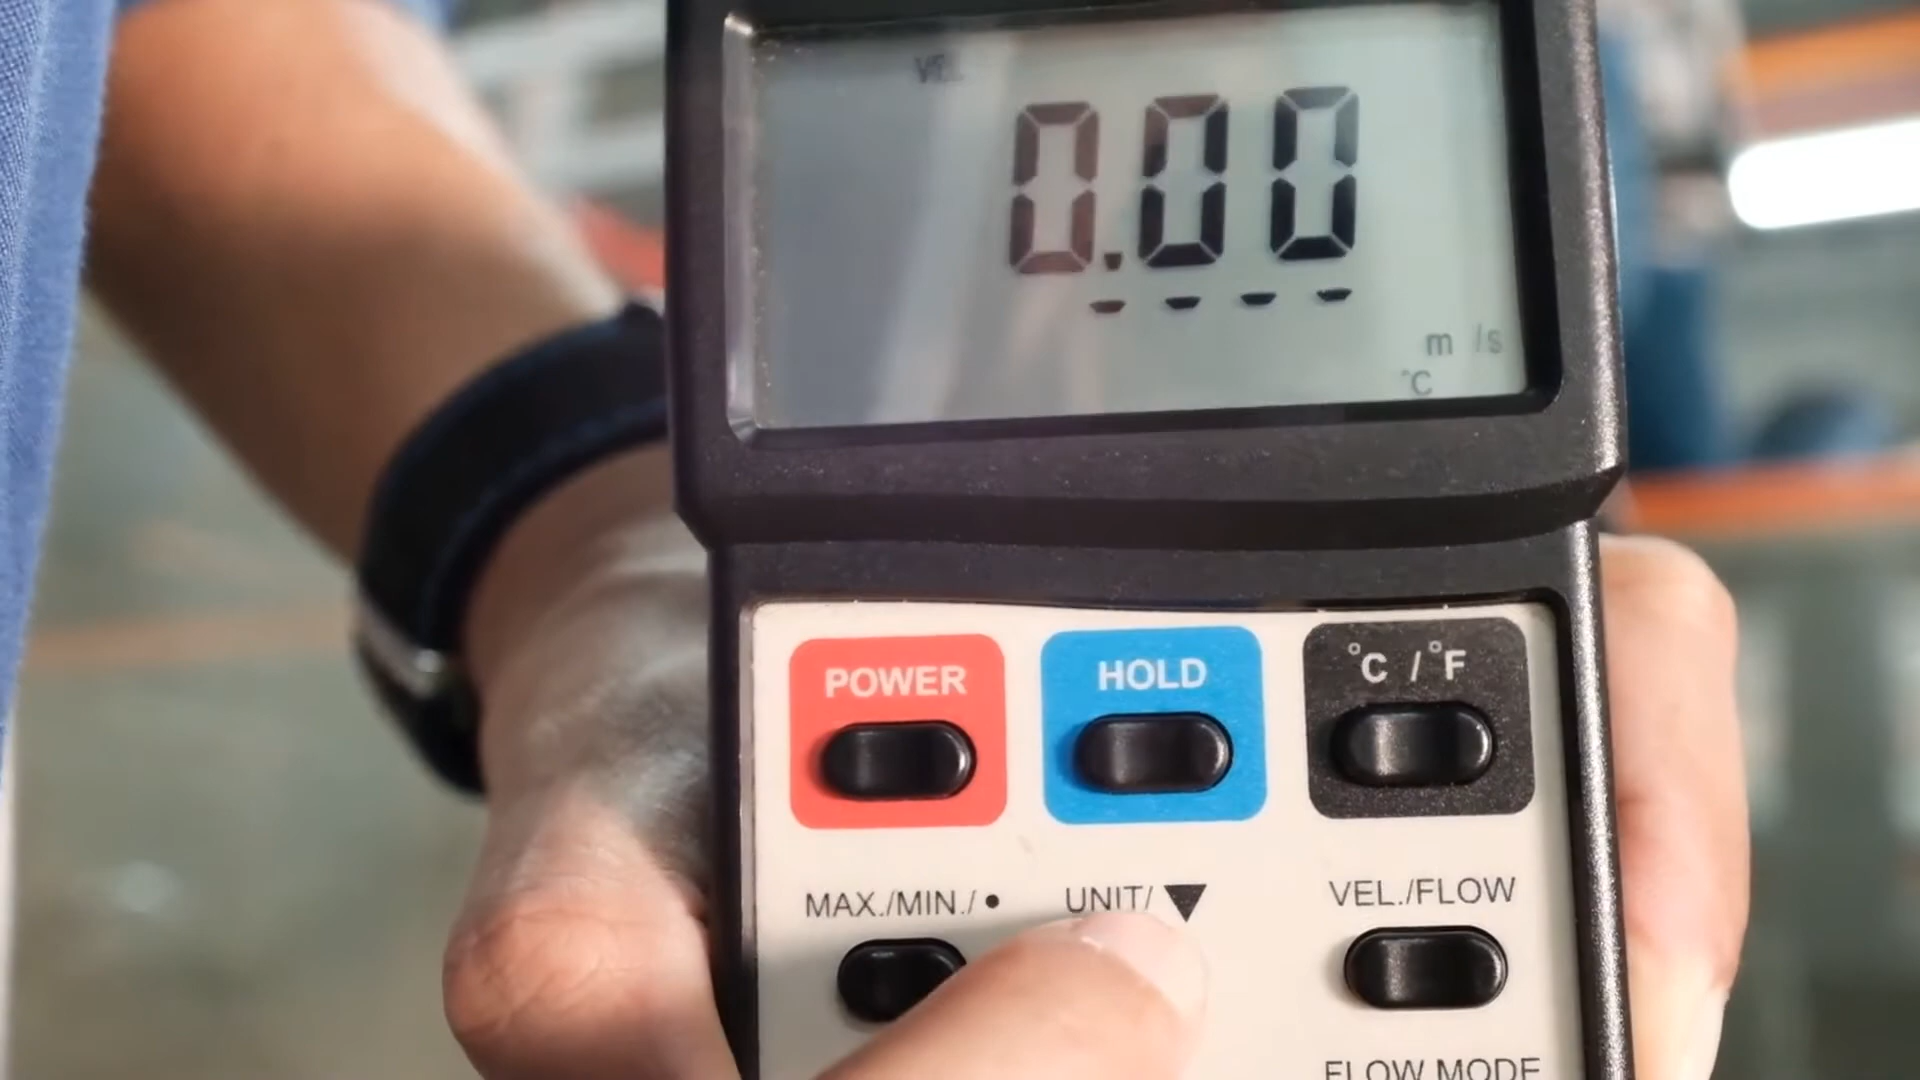 VEL
0.00
- - - -
m /s
°C
POWER HOLD °C / °F
MAX./MIN./• UNIT/▼ VEL./FLOW
FLOW MODE